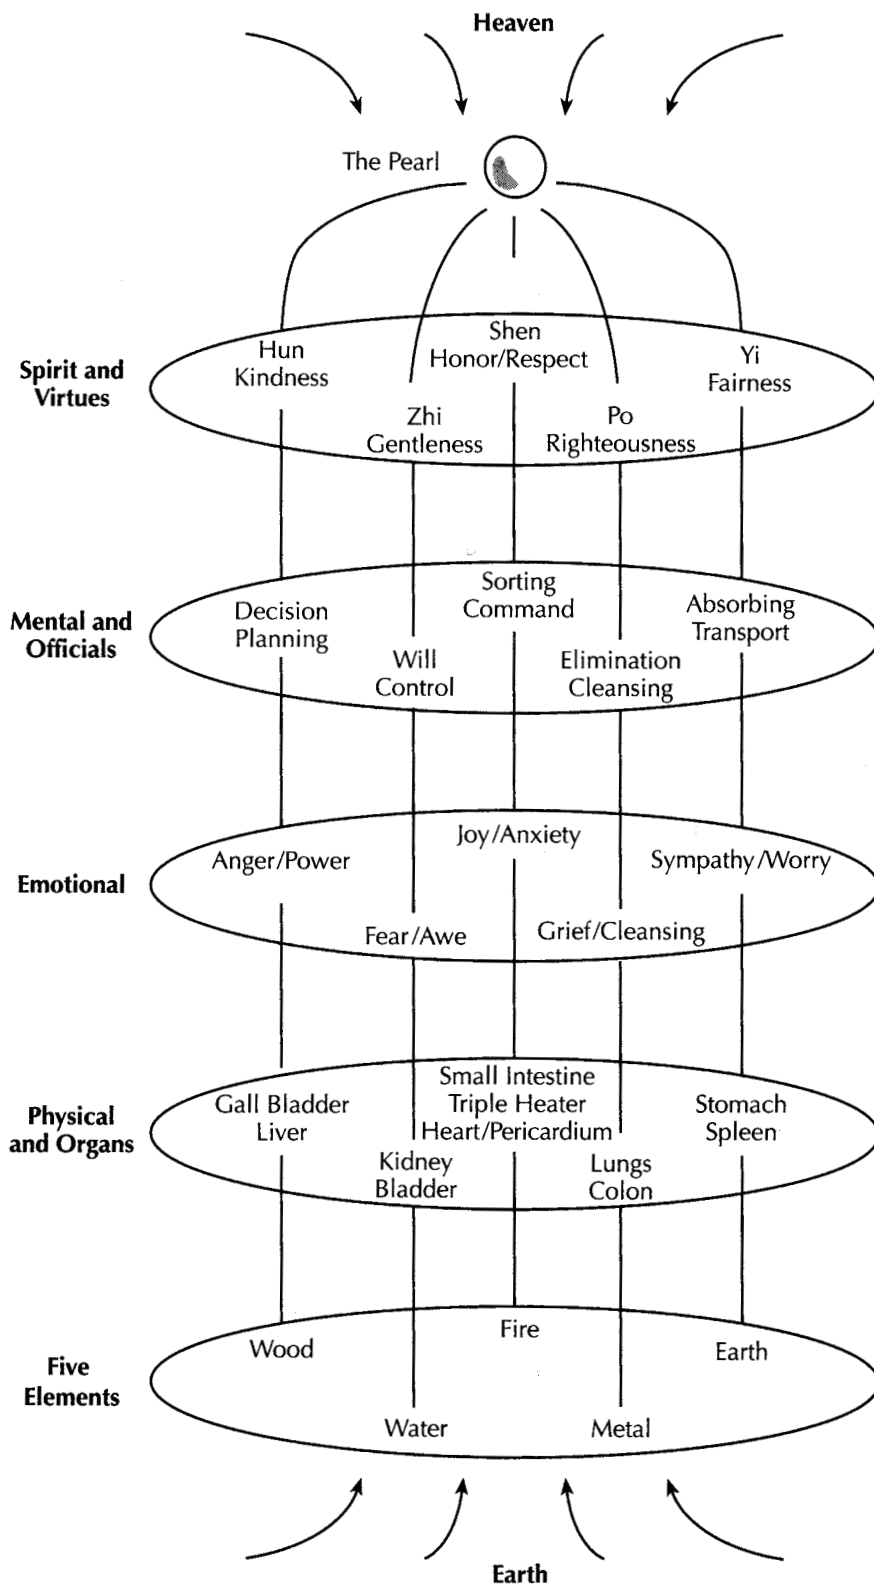 Heaven
The Pearl
Spirit and
Virtues
Hun
Kindness
Shen
Honor/Respect
Yi
Fairness
Zhi
Gentleness
Po
Righteousness
Mental and
Officials
Decision
Planning
Sorting
Command
Absorbing
Transport
Will
Control
Elimination
Cleansing
Emotional
Anger/Power
Joy/Anxiety
Sympathy/Worry
Fear/Awe
Grief/Cleansing
Physical
and Organs
Gall Bladder
Liver
Small Intestine
Triple Heater
Heart/Pericardium
Stomach
Spleen
Kidney
Bladder
Lungs
Colon
Five
Elements
Wood
Fire
Earth
Water
Metal
Earth